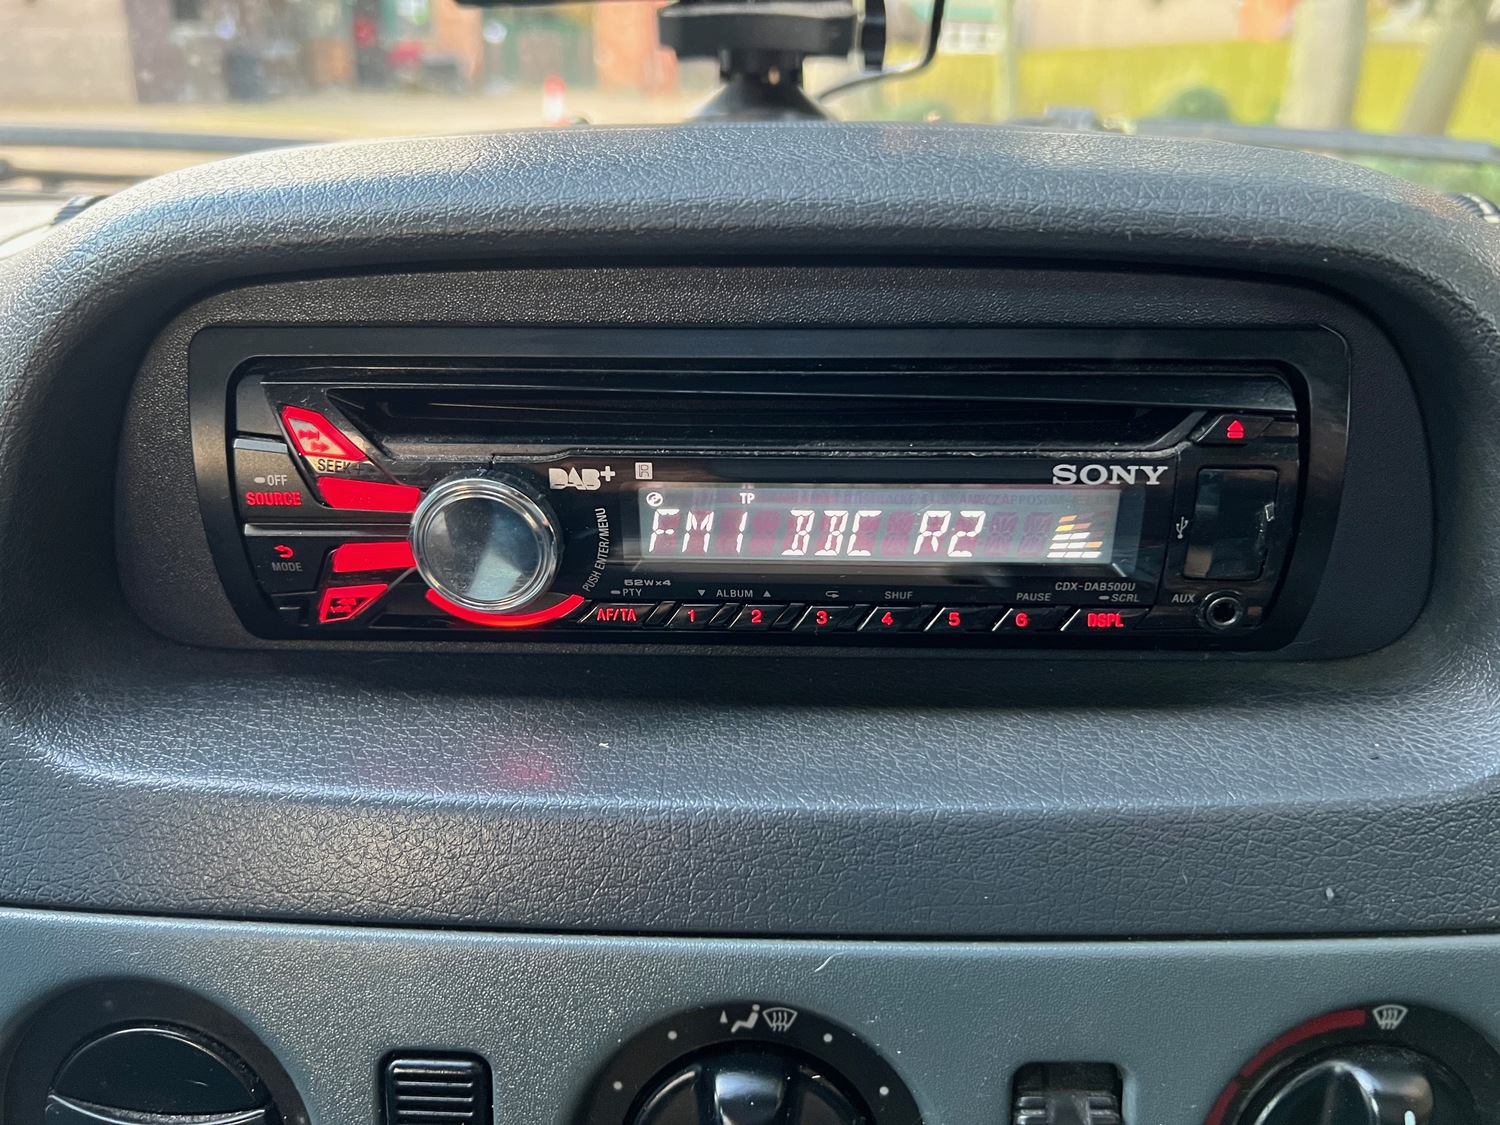 SEEK+
DAB+
SONY
OFF
SOURCE
TP
FM1 BBC R2
MODE
PUSH ENTER/MENU
52W×4
CDX-DAB500U
PTY
▼ ALBUM ▲
SHUF
PAUSE
SCRL
AUX
AF/TA
1
2
3
4
5
6
DSPL